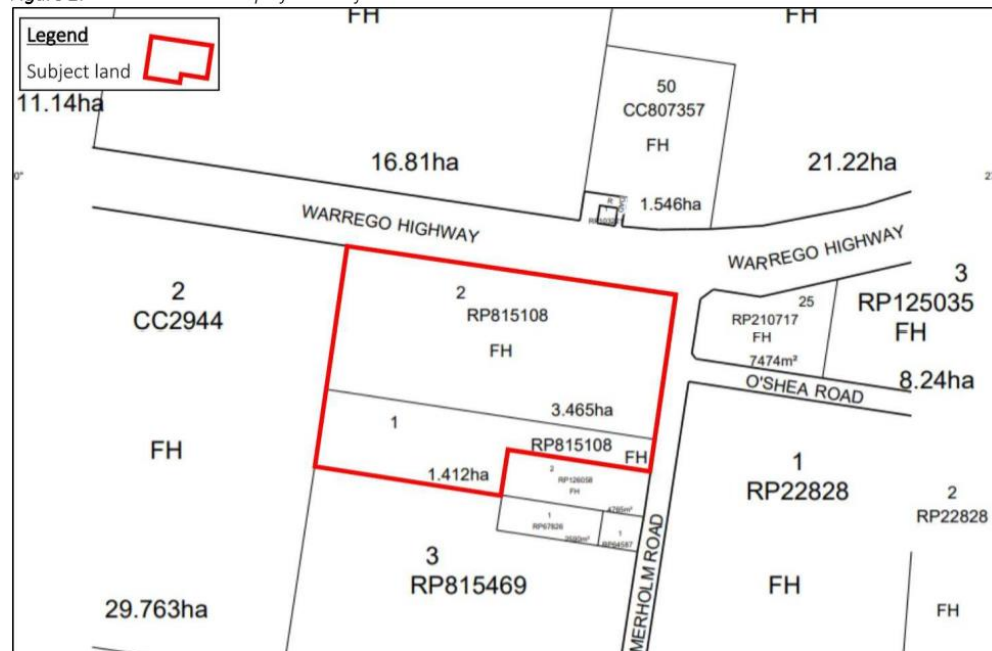 FH
FH
Legend
Subject land
11.14ha
50
CC807357
FH
1.546ha
16.81ha
21.22ha
WARREGO HIGHWAY
WARREGO HIGHWAY
2
CC2944
FH
29.763ha
2
RP815108
FH
3.465ha
1
RP815108
FH
1.412ha
25
RP210717
FH
7474m²
3
RP125035
FH
8.24ha
O'SHEA ROAD
2
RP126058
FH
1
RP67826
1
1
RP22828
FH
2
RP22828
FH
3
RP815469
MERHOLM ROAD